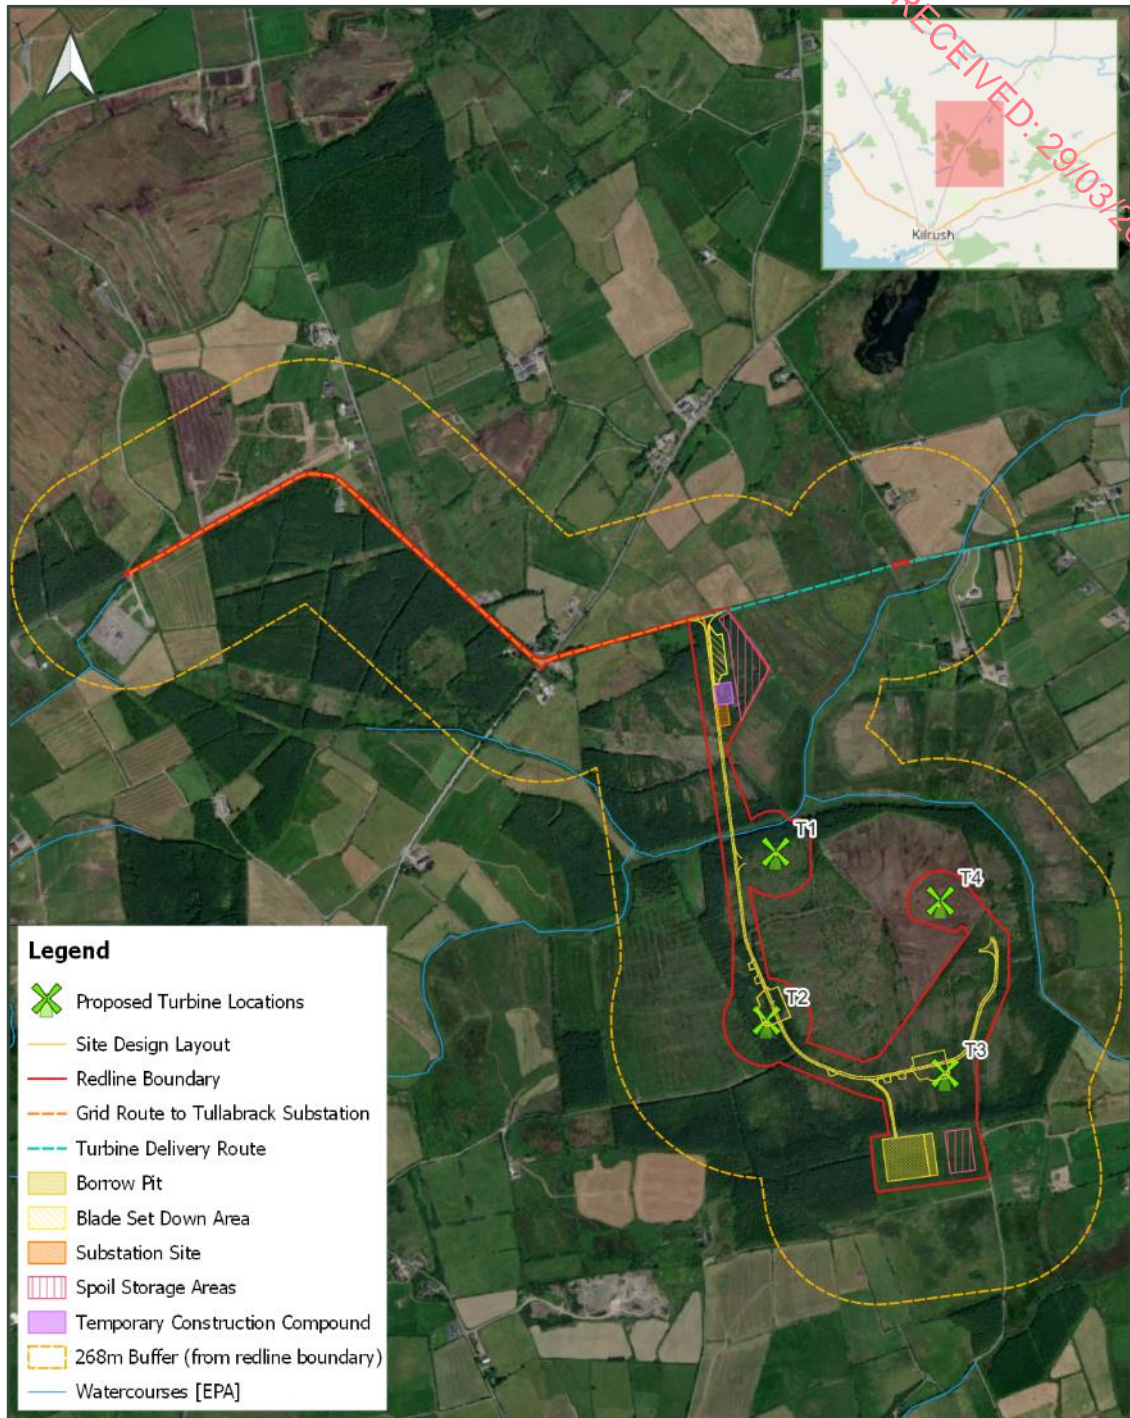 RECEIVED: 29/03/20
Kilrush
T1
T4
T2
T3
Legend
Proposed Turbine Locations
Site Design Layout
Redline Boundary
Grid Route to Tullabrack Substation
Turbine Delivery Route
Borrow Pit
Blade Set Down Area
Substation Site
Spoil Storage Areas
Temporary Construction Compound
268m Buffer (from redline boundary)
Watercourses [EPA]